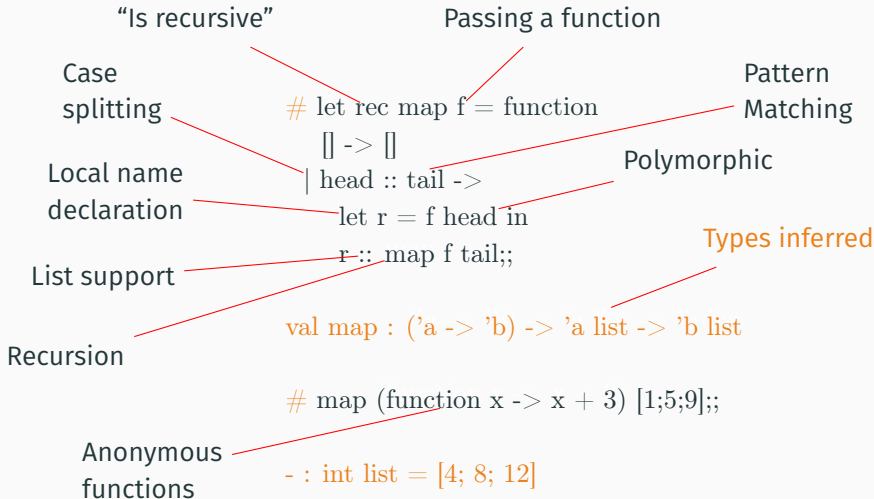 “Is recursive”
Passing a function
Case
splitting
Pattern
Matching
# let rec map f = function
[] -> []
| head :: tail ->
Polymorphic
Local name
declaration
let r = f head in
r :: map f tail;;
Types inferred
List support
val map : (’a -> ’b) -> ’a list -> ’b list
Recursion
# map (function x -> x + 3) [1;5;9];;
Anonymous
functions
- : int list = [4; 8; 12]